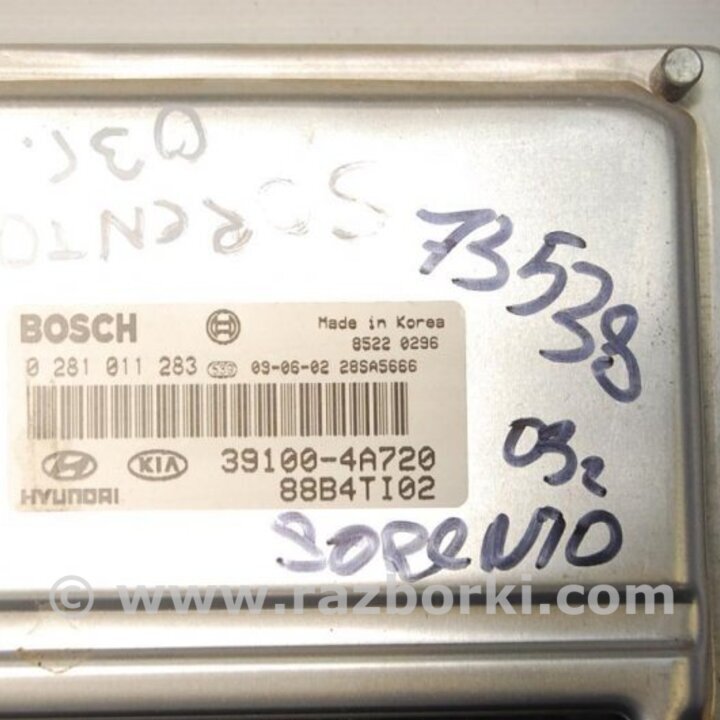 03г.
SORENTO
73538
BOSCH
Made in Korea
8522 0296
0 281 011 283 09-06-02 28SA5666
HYUNDAI
KIA
39100-4A720
88B4TI02
03г
SORENTO
© www.razborki.com